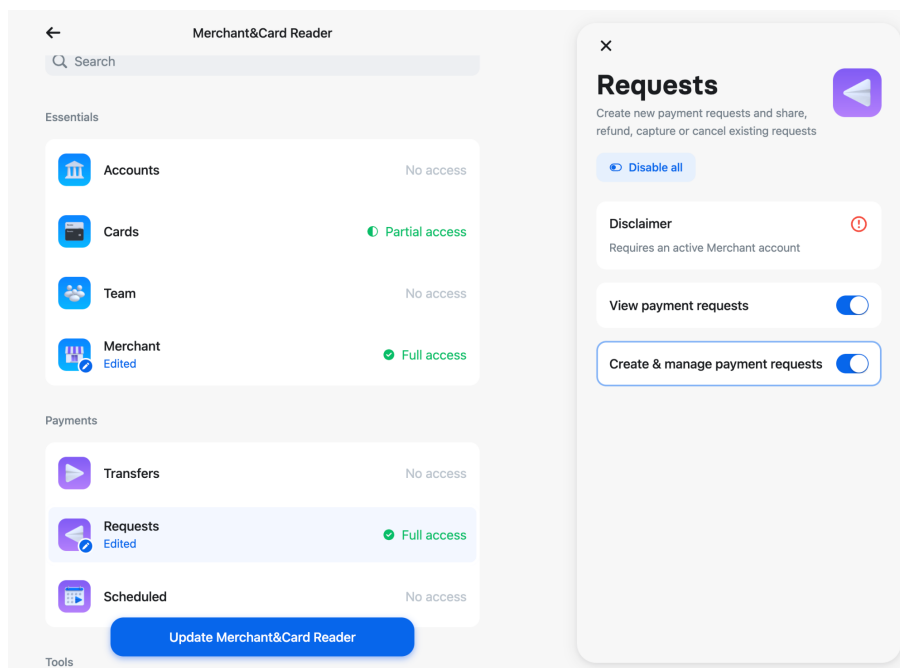 Merchant&Card Reader
Search
Essentials
Accounts
No access
Cards
Partial access
Team
No access
Merchant
Edited
Full access
Payments
Transfers
No access
Requests
Edited
Full access
Scheduled
No access
Update Merchant&Card Reader
Tools
Requests
Create new payment requests and share,
refund, capture or cancel existing requests
Disable all
Disclaimer
Requires an active Merchant account
View payment requests
Create & manage payment requests